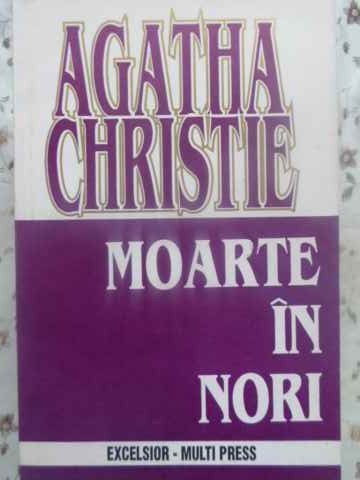 AGATHA
CHRISTIE
MOARTE
ÎN
NORI
EXCELSIOR - MULTI PRESS